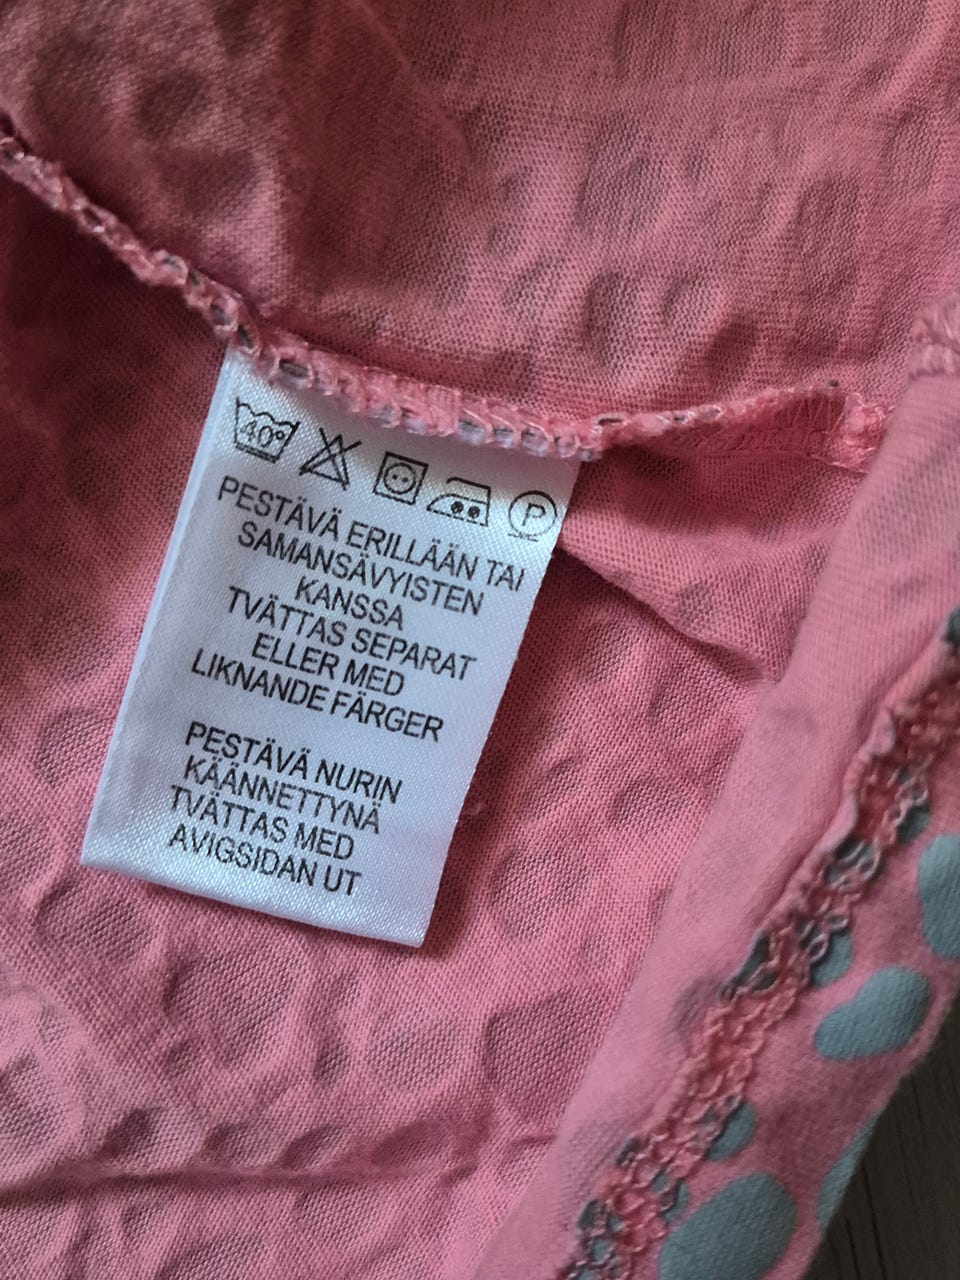 40°
P
PESTÄVÄ ERILLÄÄN TAI
SAMANSÄVYISTEN
KANSSA
TVÄTTAS SEPARAT
ELLER MED
LIKNANDE FÄRGER
PESTÄVÄ NURIN
KÄÄNNETTYNÄ
TVÄTTAS MED
AVIGSIDAN UT